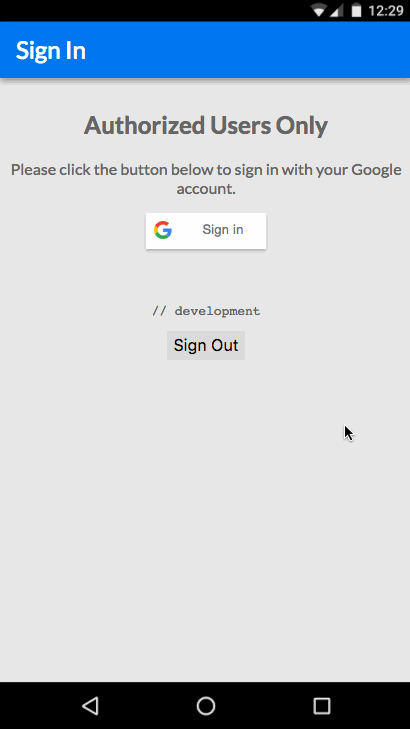 12:29
Sign In
Authorized Users Only
Please click the button below to sign in with your Google
account.
Sign in
// development
Sign Out